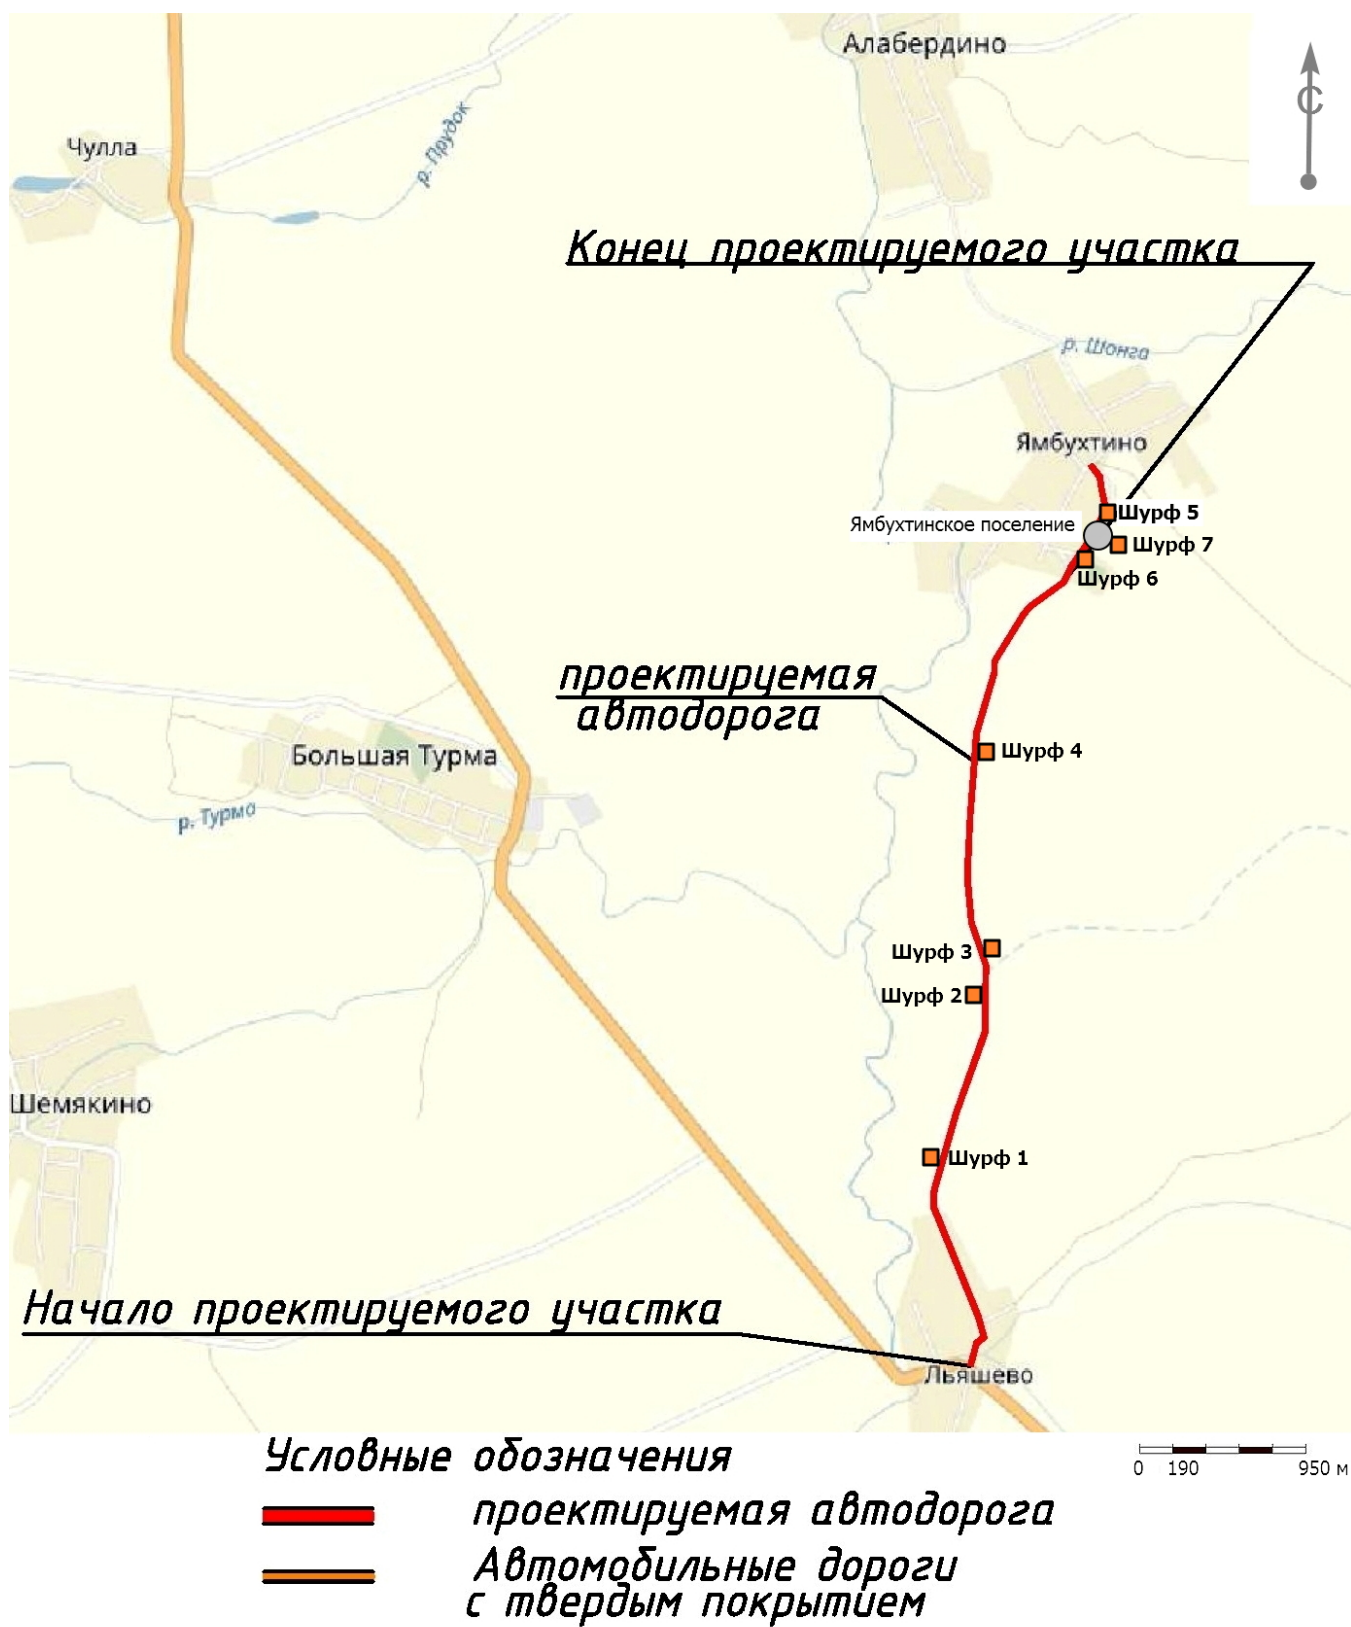 Алабердино
С
Чулла
р. Прудок
Конец проектируемого участка
р. Шонга
Ямбухтино
Шурф 5
Ямбухтинское поселение
Шурф 7
Шурф 6
проектируемая
автодорога
Шурф 4
Большая Турма
р. Турма
Шурф 3
Шурф 2
Шемякино
Шурф 1
Начало проектируемого участка
Льяшево
Условные обозначения
0 190 950 м
проектируемая автодорога
Автомобильные дороги
с твердым покрытием